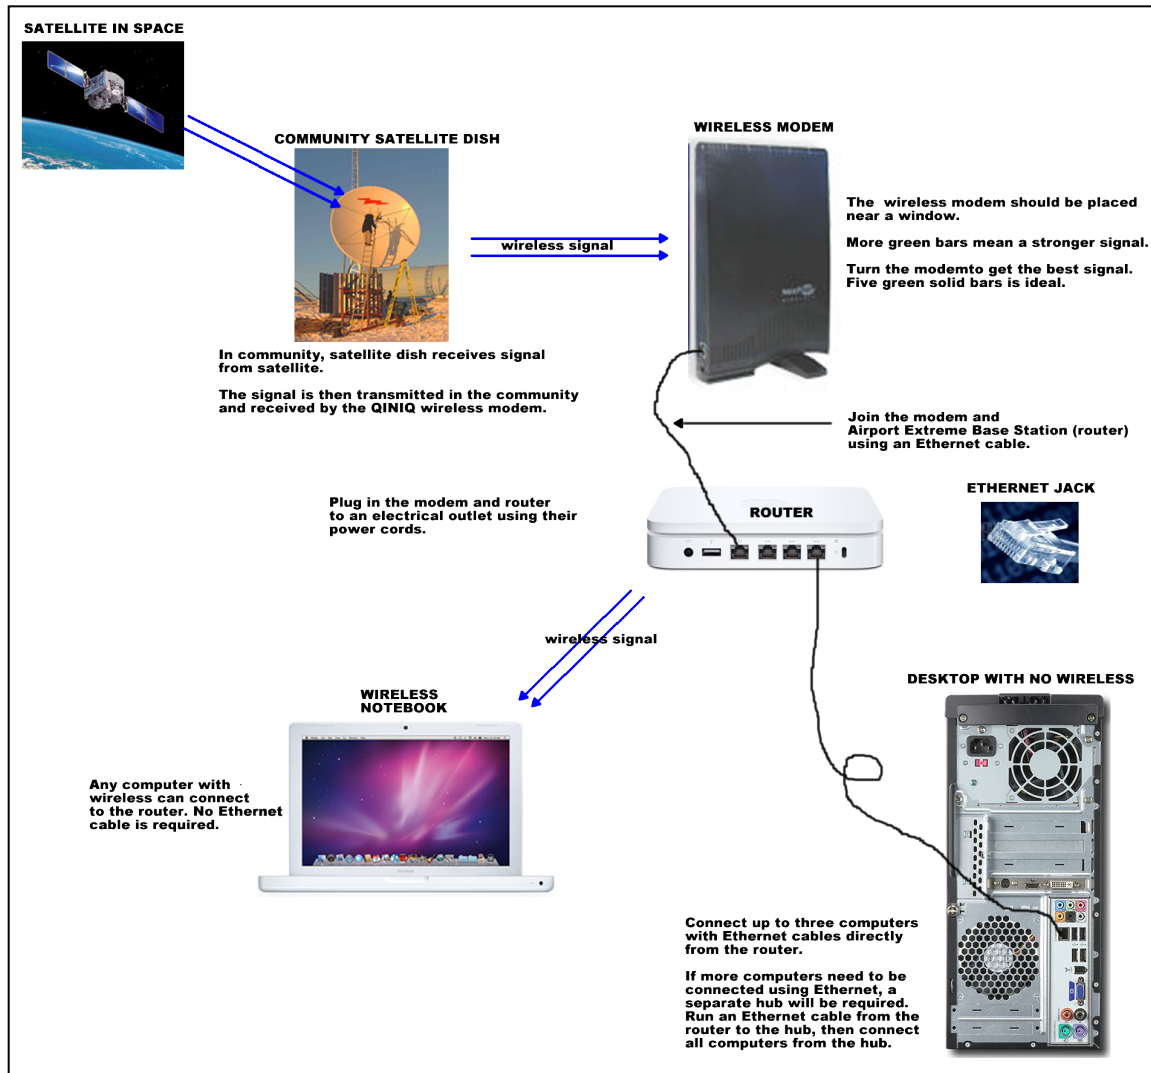 SATELLITE IN SPACE
COMMUNITY SATELLITE DISH
WIRELESS MODEM
The wireless modem should be placed
near a window.
More green bars mean a stronger signal.
Turn the modemto get the best signal.
Five green solid bars is ideal.
wireless signal
In community, satellite dish receives signal
from satellite.
The signal is then transmitted in the community
and received by the QINIQ wireless modem.
Join the modem and
Airport Extreme Base Station (router)
using an Ethernet cable.
Plug in the modem and router
to an electrical outlet using their
power cords.
ROUTER
ETHERNET JACK
wireless signal
DESKTOP WITH NO WIRELESS
WIRELESS
NOTEBOOK
Any computer with
wireless can connect
to the router. No Ethernet
cable is required.
Connect up to three computers
with Ethernet cables directly
from the router.
If more computers need to be
connected using Ethernet, a
separate hub will be required.
Run an Ethernet cable from the
router to the hub, then connect
all computers from the hub.